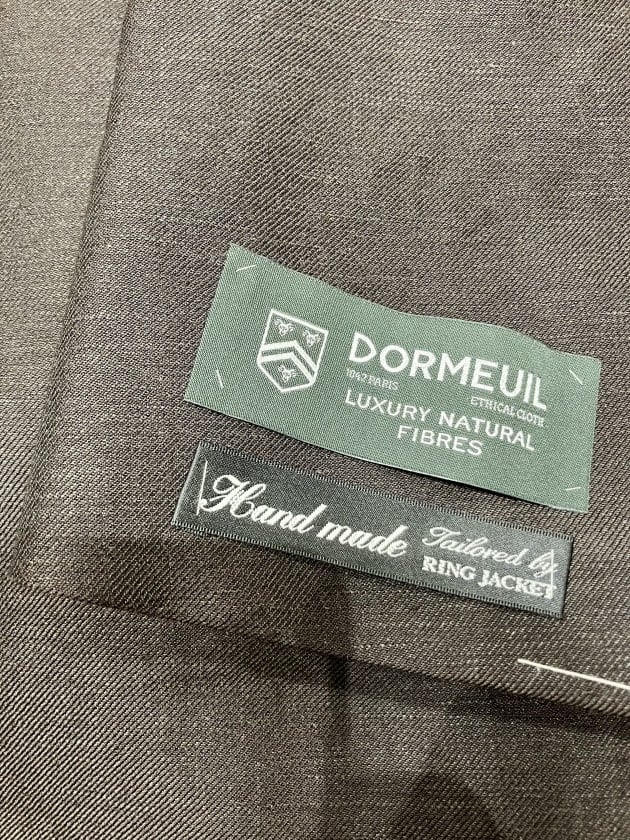 DORMEUIL
1842 PARIS
ETHICAL CLOTH
LUXURY NATURAL
FIBRES
Hand made
Tailored by
RING JACKET